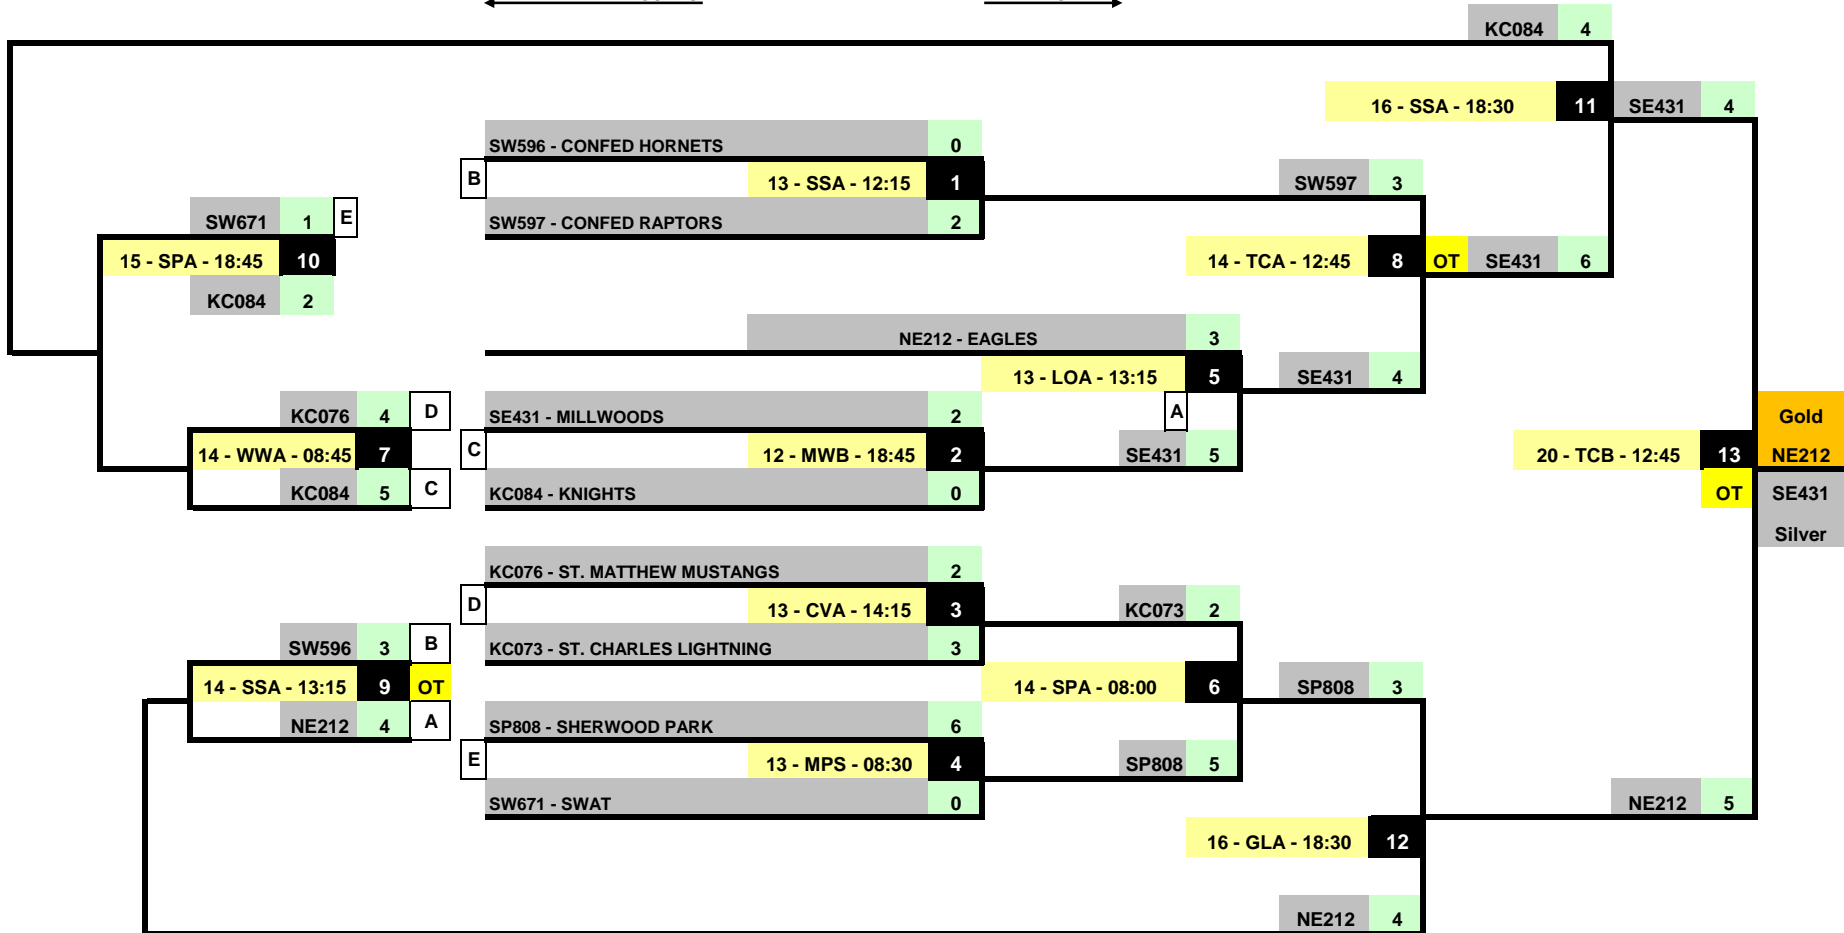 KC084 4
16 - SSA - 18:30 11 SE431 4
SW596 - CONFED HORNETS 0
B 13 - SSA - 12:15 1 SW597 3
SW671 1 E SW597 - CONFED RAPTORS 2
15 - SPA - 18:45 10 14 - TCA - 12:45 8 OT SE431 6
KC084 2
NE212 - EAGLES 3
13 - LOA - 13:15 5 SE431 4
KC076 4 D SE431 - MILLWOODS 2 A Gold
14 - WWA - 08:45 7 C 12 - MWB - 18:45 2 SE431 5 20 - TCB - 12:45 13 NE212
KC084 5 C KC084 - KNIGHTS 0 OT SE431
Silver
KC076 - ST. MATTHEW MUSTANGS 2
D 13 - CVA - 14:15 3 KC073 2
SW596 3 B KC073 - ST. CHARLES LIGHTNING 3
14 - SSA - 13:15 9 OT 14 - SPA - 08:00 6 SP808 3
NE212 4 A SP808 - SHERWOOD PARK 6
E 13 - MPS - 08:30 4 SP808 5
SW671 - SWAT 0 NE212 5
16 - GLA - 18:30 12
NE212 4